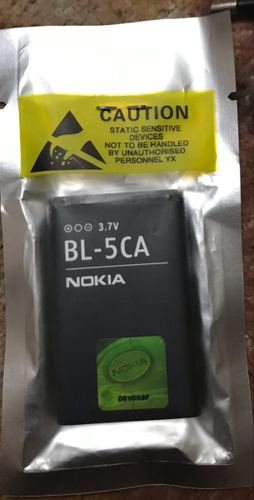 CAUTION
STATIC SENSITIVE
DEVICES
NOT TO BE HANDLED
BY UNAUTHORISED
PERSONNEL YX
3.7V
BL-5CA
NOKIA
NOKIA